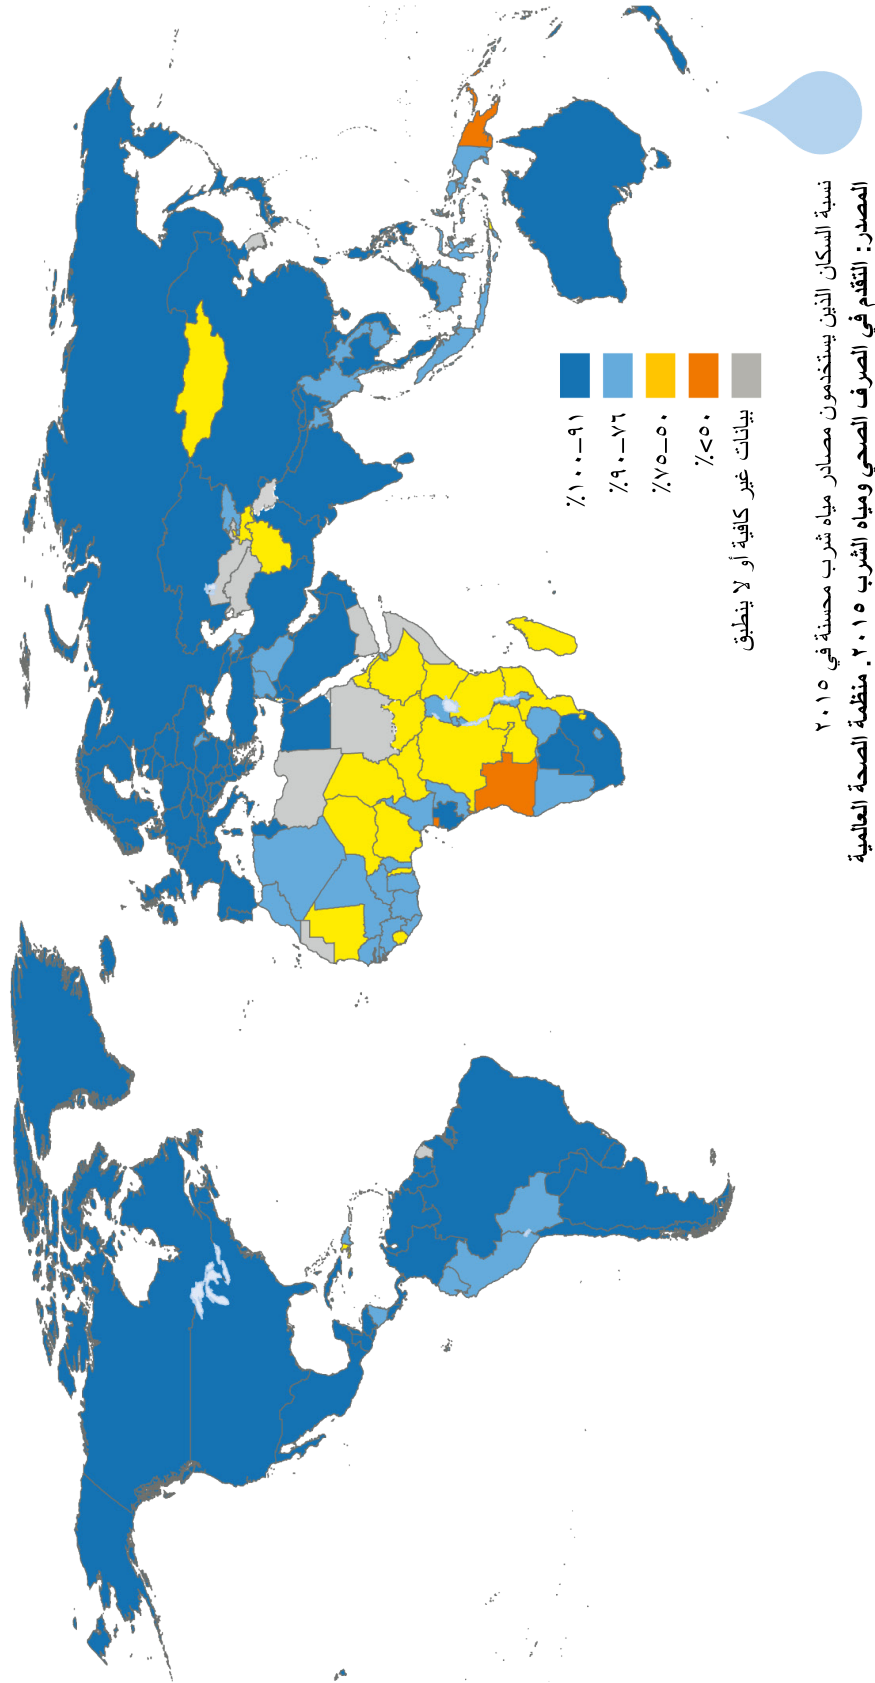 نسبة السكان الذين يستخدمون مصادر مياه شرب محسنة في ٢٠١٥
المصدر: التقدم في الصرف الصحي ومياه الشرب ٢٠١٥. منظمة الصحة العالمية
٩١–١٠٠٪
٧٦–٩٠٪
٥٠–٧٥٪
<٥٠٪
بيانات غير كافية أو لا ينطبق